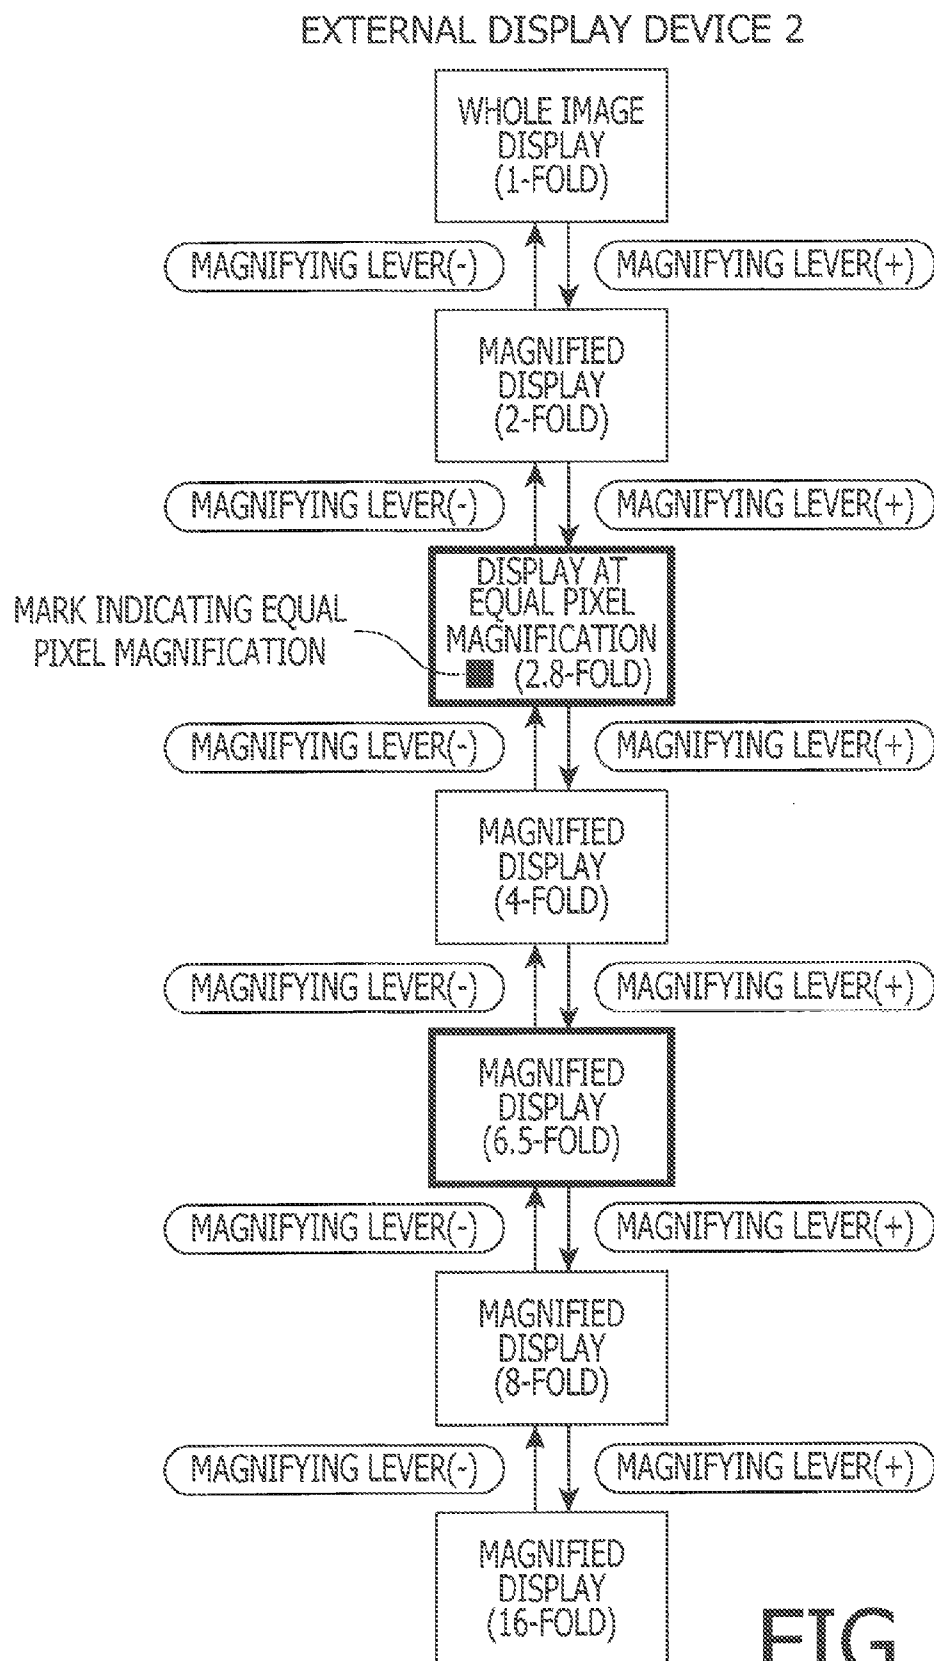 EXTERNAL DISPLAY DEVICE 2
WHOLE IMAGE
DISPLAY
(1-FOLD)
MAGNIFYING LEVER(-)
MAGNIFYING LEVER(+)
MAGNIFIED
DISPLAY
(2-FOLD)
MAGNIFYING LEVER(-)
MAGNIFYING LEVER(+)
DISPLAY AT
EQUAL PIXEL
MAGNIFICATION
(2.8-FOLD)
MARK INDICATING EQUAL
PIXEL MAGNIFICATION
MAGNIFYING LEVER(-)
MAGNIFYING LEVER(+)
MAGNIFIED
DISPLAY
(4-FOLD)
MAGNIFYING LEVER(-)
MAGNIFYING LEVER(+)
MAGNIFIED
DISPLAY
(6.5-FOLD)
MAGNIFYING LEVER(-)
MAGNIFYING LEVER(+)
MAGNIFIED
DISPLAY
(8-FOLD)
MAGNIFYING LEVER(-)
MAGNIFYING LEVER(+)
MAGNIFIED
DISPLAY
(16-FOLD)
FIG